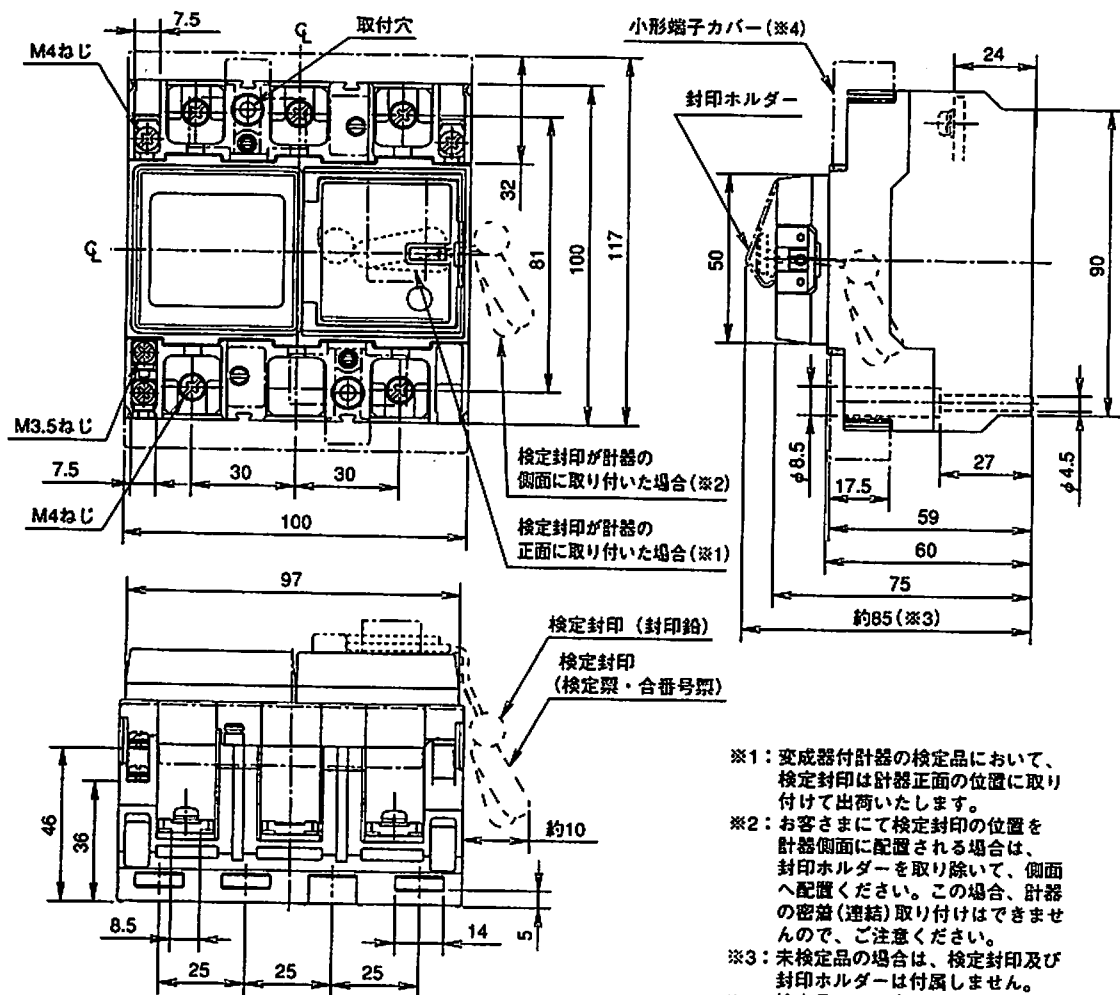 7.5
取付穴
M4ねじ
32
81
100
117
M3.5ねじ
7.5
30
30
M4ねじ
100
検定封印が計器の
側面に取り付いた場合(※2)
検定封印が計器の
正面に取り付いた場合(※1)
小形端子カバー(※4)
24
封印ホルダー
50
90
φ8.5
17.5
27
φ4.5
59
60
75
約85(※3)
97
検定封印(封印鉛)
検定封印
(検定票・合番号票)
46
36
約10
8.5
14
5
25
25
25
※1:変成器付計器の検定品において、
検定封印は計器正面の位置に取り
付けて出荷いたします。
※2:お客さまにて検定封印の位置を
計器側面に配置される場合は、
封印ホルダーを取り除いて、側面
へ配置ください。この場合、計器
の密着(連結)取り付けはできませ
んので、ご注意ください。
※3:未検定品の場合は、検定封印及び
封印ホルダーは付属しません。